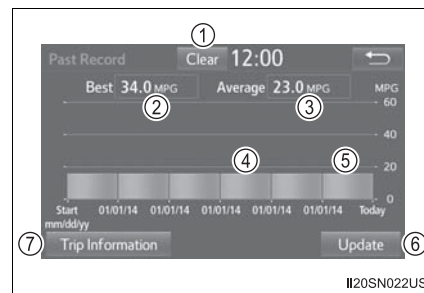 ①
Past Record Clear 12:00
Best 34.0 MPG Average 23.0 MPG MPG
② ③
60
40
④ ⑤
20
0
Start 01/01/14 01/01/14 01/01/14 01/01/14 01/01/14 Today
mm/dd/yy
⑦ Trip Information Update ⑥
II20SN022US